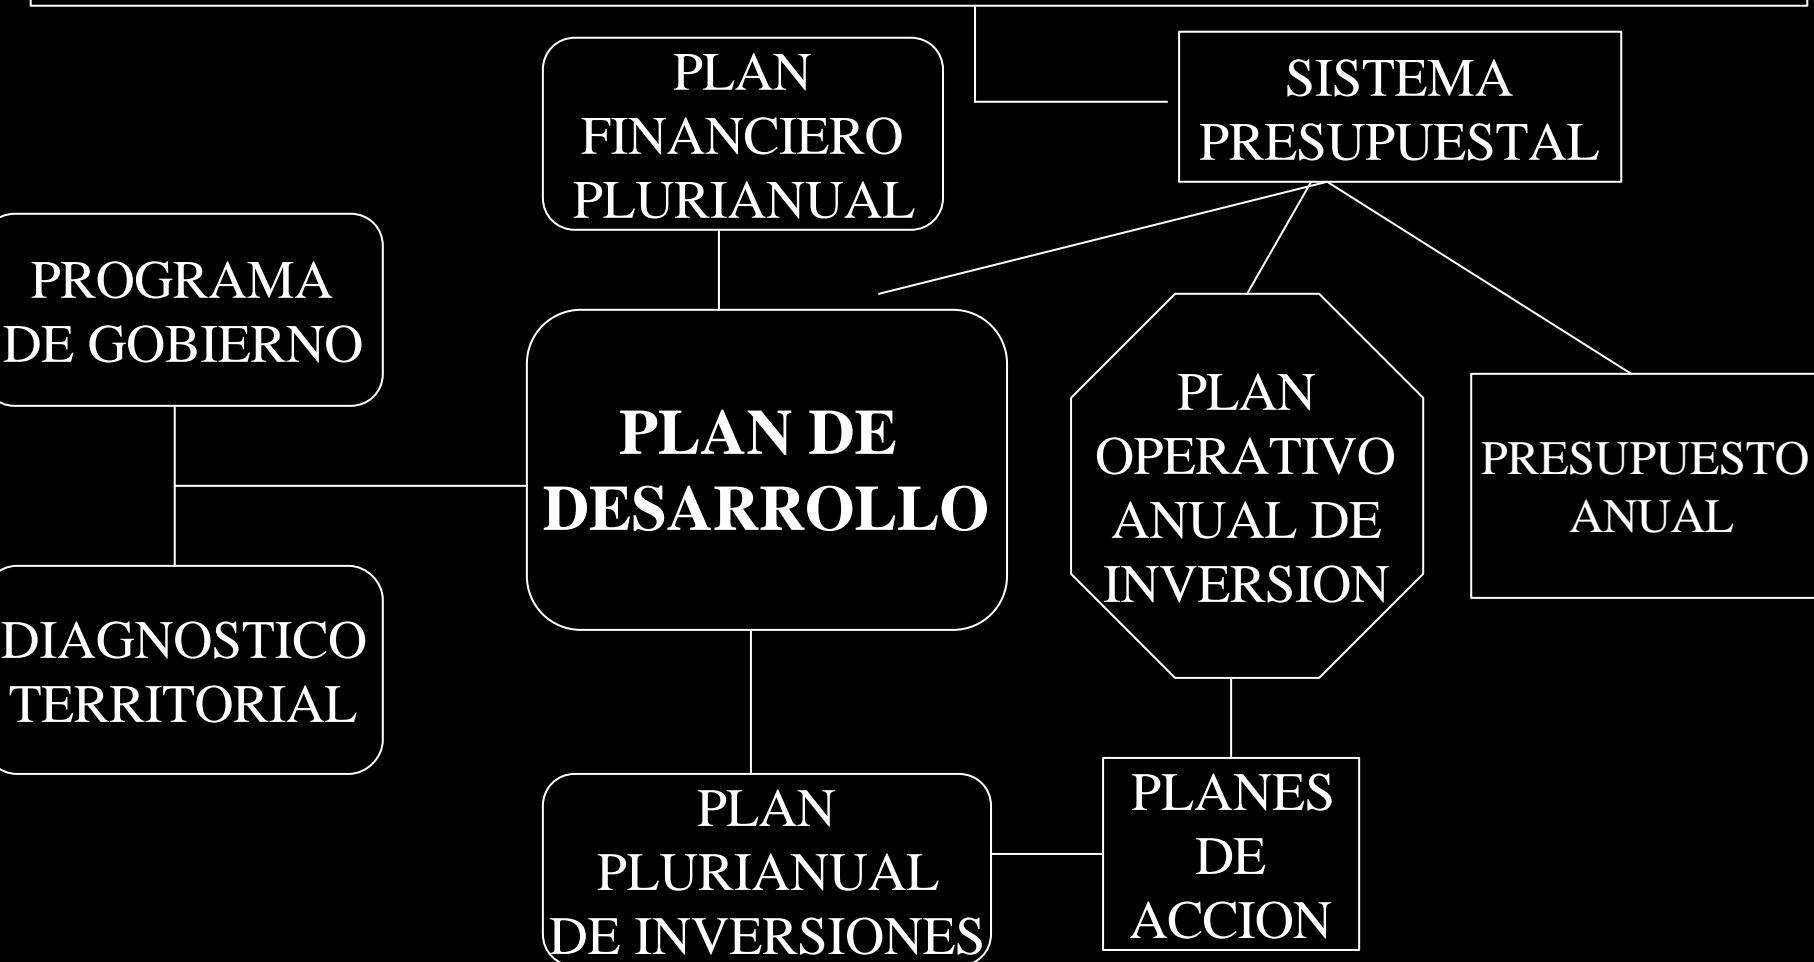 PLAN
FINANCIERO
PLURIANUAL
SISTEMA
PRESUPUESTAL
PROGRAMA
DE GOBIERNO
PLAN DE
DESARROLLO
PLAN
OPERATIVO
ANUAL DE
INVERSION
PRESUPUESTO
ANUAL
DIAGNOSTICO
TERRITORIAL
PLAN
PLURIANUAL
DE INVERSIONES
PLANES
DE
ACCION